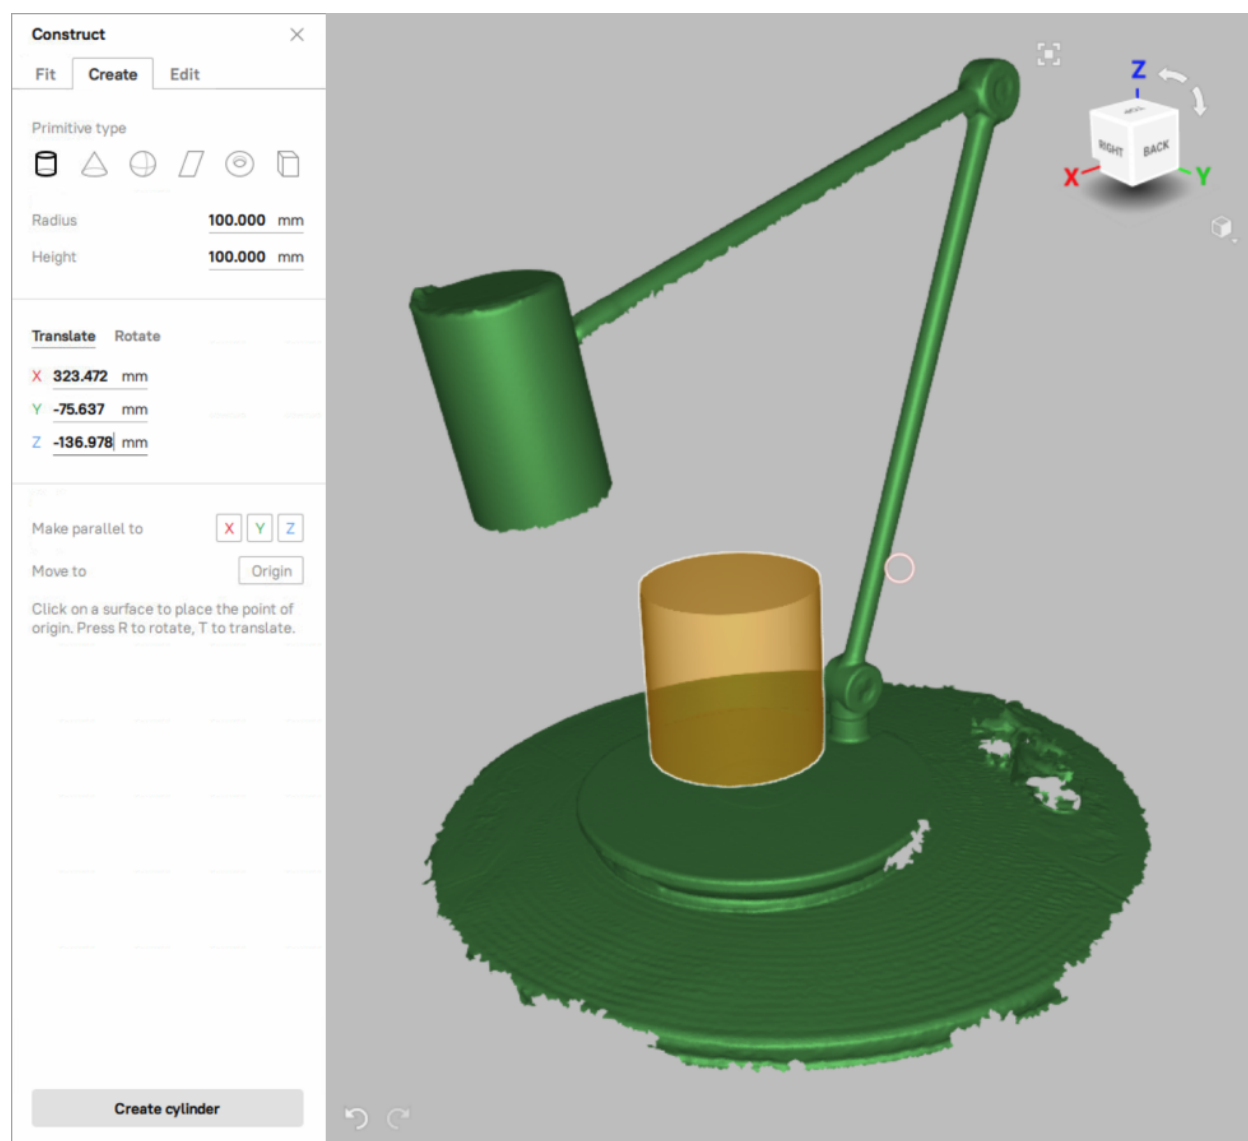 Construct
Fit Create Edit
Primitive type
Radius 100.000 mm
Height 100.000 mm
Translate Rotate
X 323.472 mm
Y -75.637 mm
Z -136.978 mm
Make parallel to X Y Z
Move to Origin
Click on a surface to place the point of
origin. Press R to rotate, T to translate.
Create cylinder
Z
TOP
RIGHT BACK
X Y